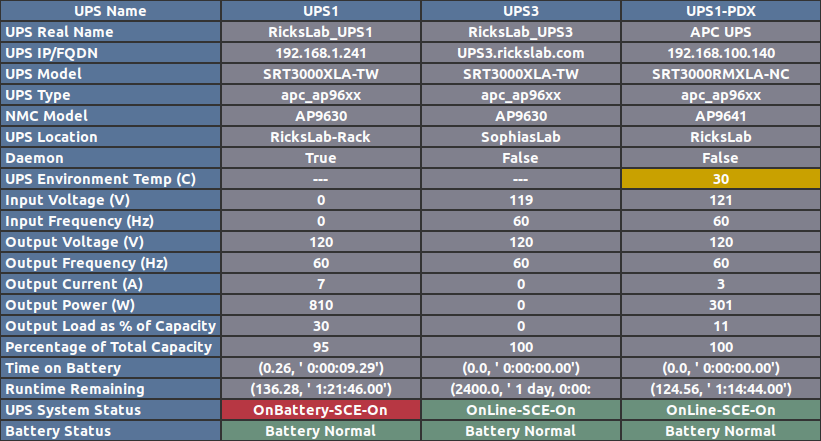 UPS Name UPS1 UPS3 UPS1-PDX
UPS Real Name RicksLab_UPS1 RicksLab_UPS3 APC UPS
UPS IP/FQDN 192.168.1.241 UPS3.rickslab.com 192.168.100.140
UPS Model SRT3000XLA-TW SRT3000XLA-TW SRT3000RMXLA-NC
UPS Type apc_ap96xx apc_ap96xx apc_ap96xx
NMC Model AP9630 AP9630 AP9641
UPS Location RicksLab-Rack SophiasLab RicksLab
Daemon True False False
UPS Environment Temp (C) --- --- 30
Input Voltage (V) 0 119 121
Input Frequency (Hz) 0 60 60
Output Voltage (V) 120 120 120
Output Frequency (Hz) 60 60 60
Output Current (A) 7 0 3
Output Power (W) 810 0 301
Output Load as % of Capacity 30 0 11
Percentage of Total Capacity 95 100 100
Time on Battery (0.26, ' 0:00:09.29') (0.0, ' 0:00:00.00') (0.0, ' 0:00:00.00')
Runtime Remaining (136.28, ' 1:21:46.00') (2400.0, ' 1 day, 0:00: (124.56, ' 1:14:44.00')
UPS System Status OnBattery-SCE-On OnLine-SCE-On OnLine-SCE-On
Battery Status Battery Normal Battery Normal Battery Normal